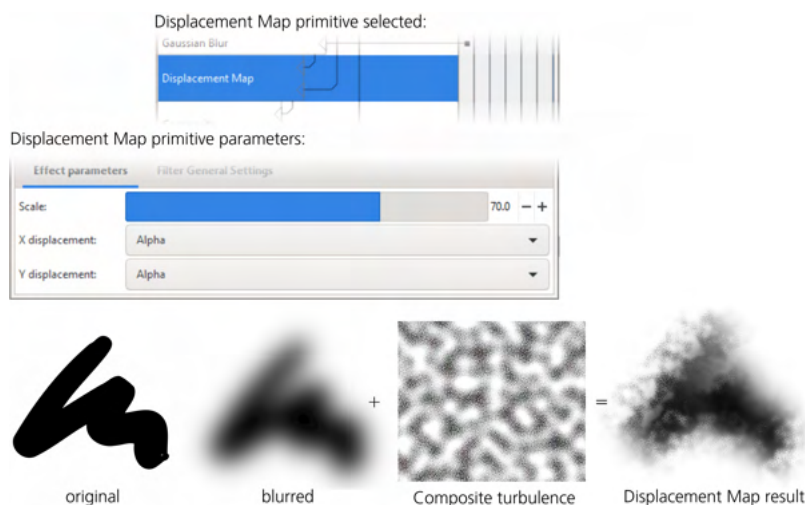 Displacement Map primitive selected:
Gaussian Blur
Displacement Map
Displacement Map primitive parameters:
Effect parameters Filter General Settings
Scale: 70.0 − +
X displacement: Alpha
Y displacement: Alpha
+ =
original blurred Composite turbulence Displacement Map result